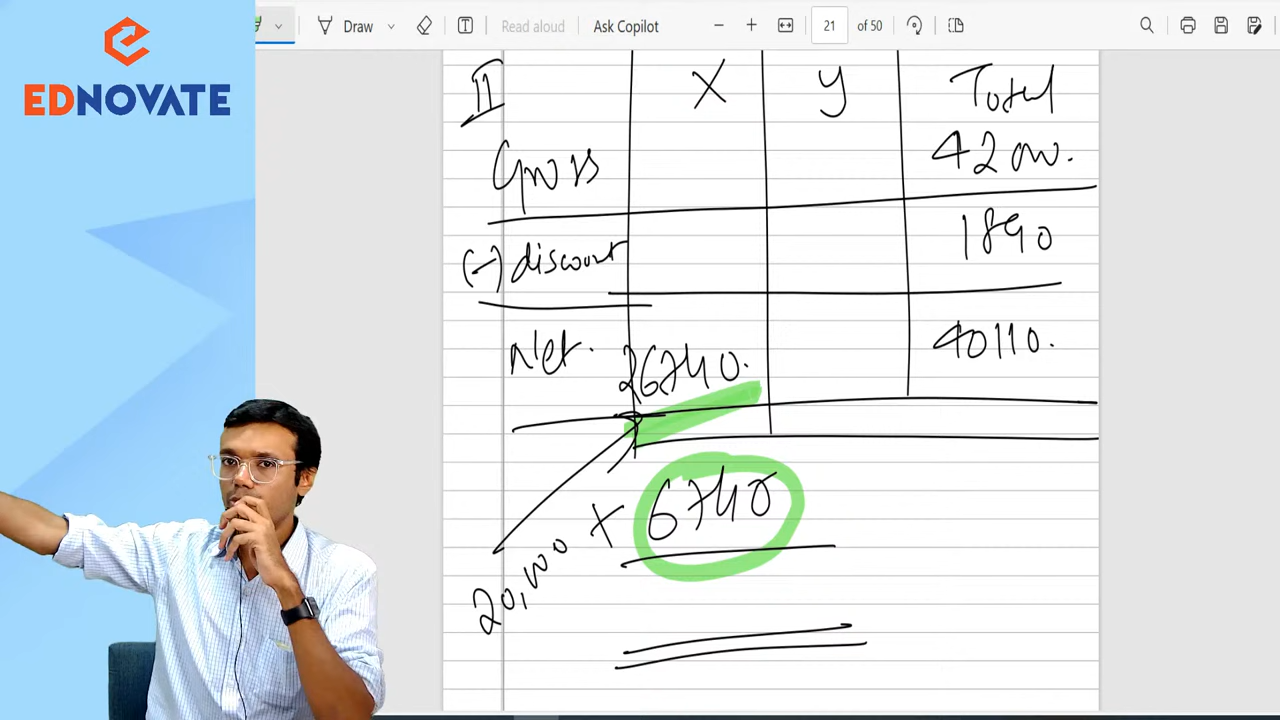 EDNOVATE
Draw
Read aloud
Ask Copilot
21
of 50
II X Y Total
Gross 42000.
(-) discount 1890
Net. 26740. 40110.
20,000 + 6740